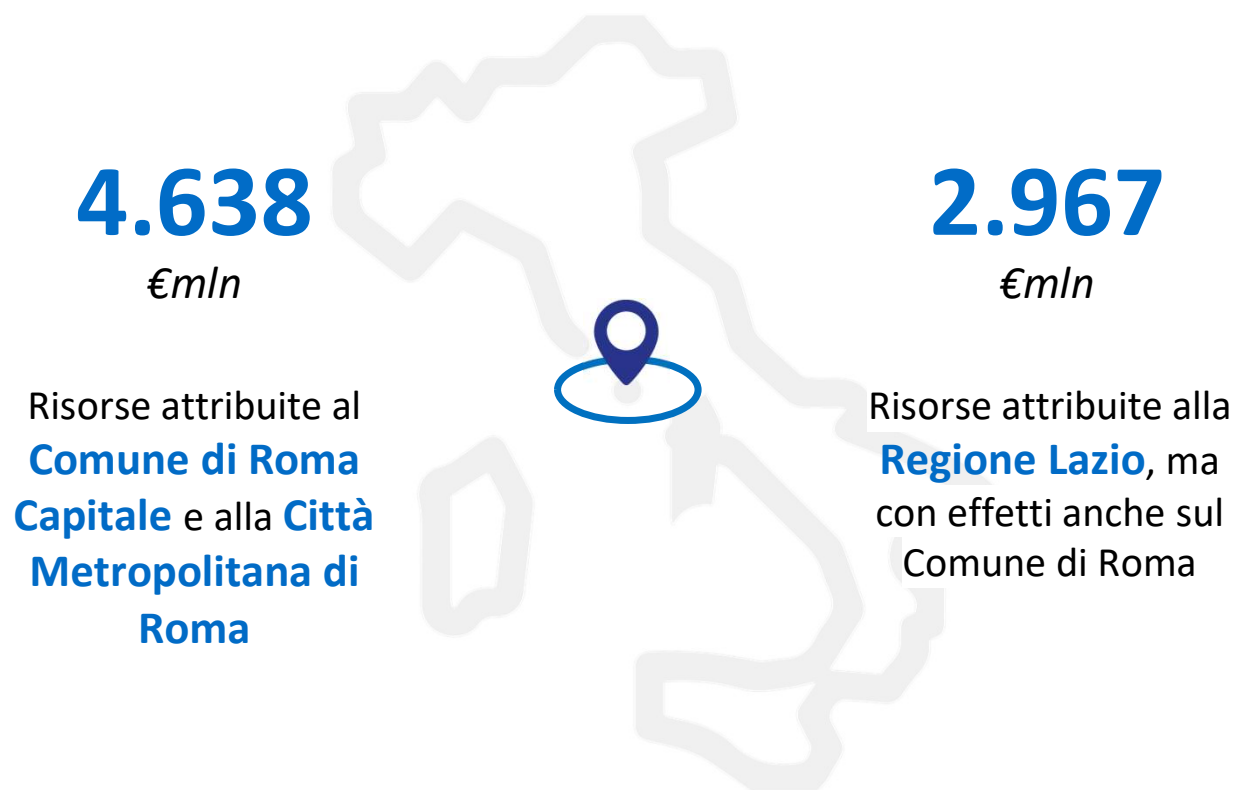 4.638
€mln
Risorse attribuite al
Comune di Roma
Capitale e alla Città
Metropolitana di
Roma
2.967
€mln
Risorse attribuite alla
Regione Lazio, ma
con effetti anche sul
Comune di Roma